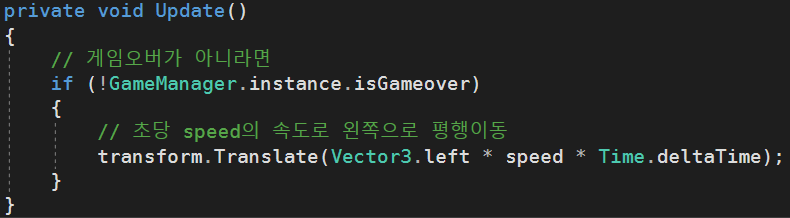 private void Update()
{
    // 게임오버가 아니라면
    if (!GameManager.instance.isGameover)
    {
        // 초당 speed의 속도로 왼쪽으로 평행이동
        transform.Translate(Vector3.left * speed * Time.deltaTime);
    }
}